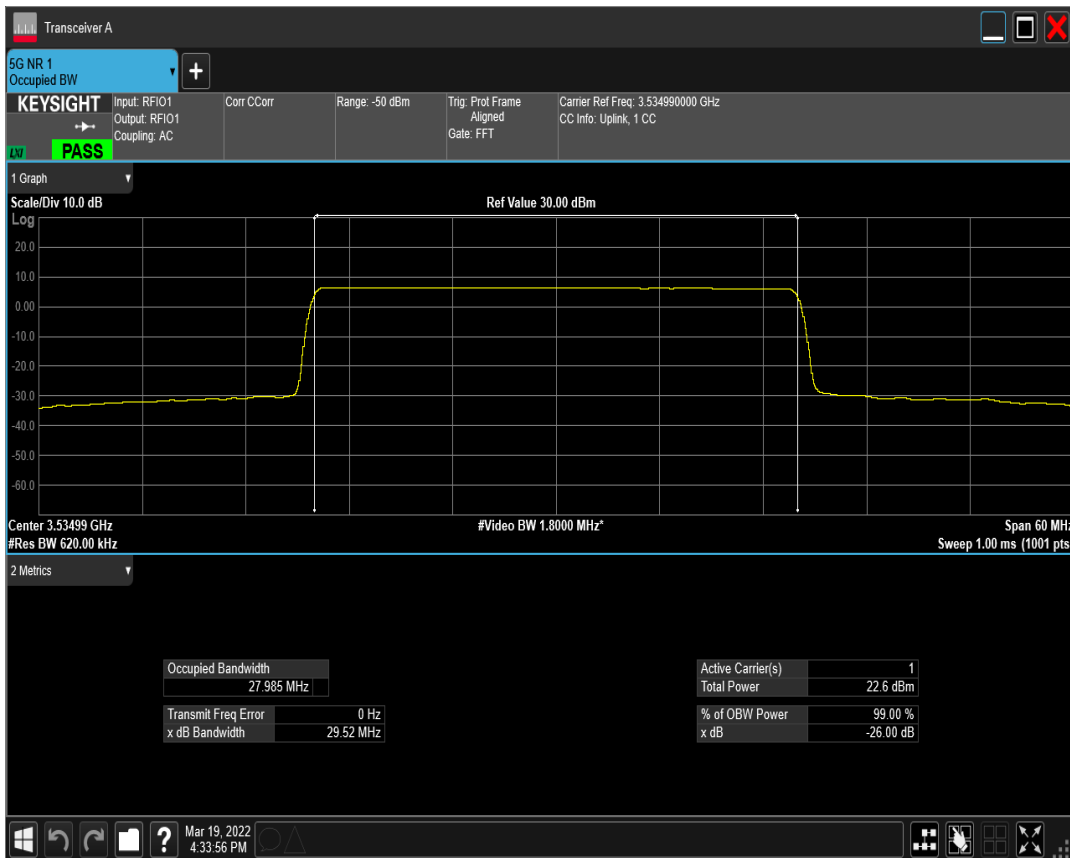 Transceiver A
5G NR 1
Occupied BW
+
KEYSIGHT
LXI
PASS
Input: RFIO1
Output: RFIO1
Coupling: AC
Corr CCorr
Range: -50 dBm
Trig: Prot Frame
Aligned
Gate: FFT
Carrier Ref Freq: 3.534990000 GHz
CC Info: Uplink, 1 CC
1 Graph
Scale/Div 10.0 dB
Ref Value 30.00 dBm
Log
20.0
10.0
0.00
-10.0
-20.0
-30.0
-40.0
-50.0
-60.0
Center 3.53499 GHz
#Video BW 1.8000 MHz*
Span 60 MHz
#Res BW 620.00 kHz
Sweep 1.00 ms (1001 pts
2 Metrics
Occupied Bandwidth
27.985 MHz
Transmit Freq Error 0 Hz
x dB Bandwidth 29.52 MHz
Active Carrier(s) 1
Total Power 22.6 dBm
% of OBW Power 99.00 %
x dB -26.00 dB
?
Mar 19, 2022
4:33:56 PM